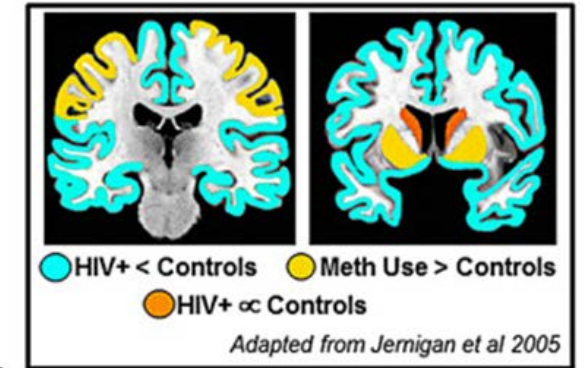 HIV+ < Controls Meth Use > Controls
HIV+ ∝ Controls
Adapted from Jernigan et al 2005